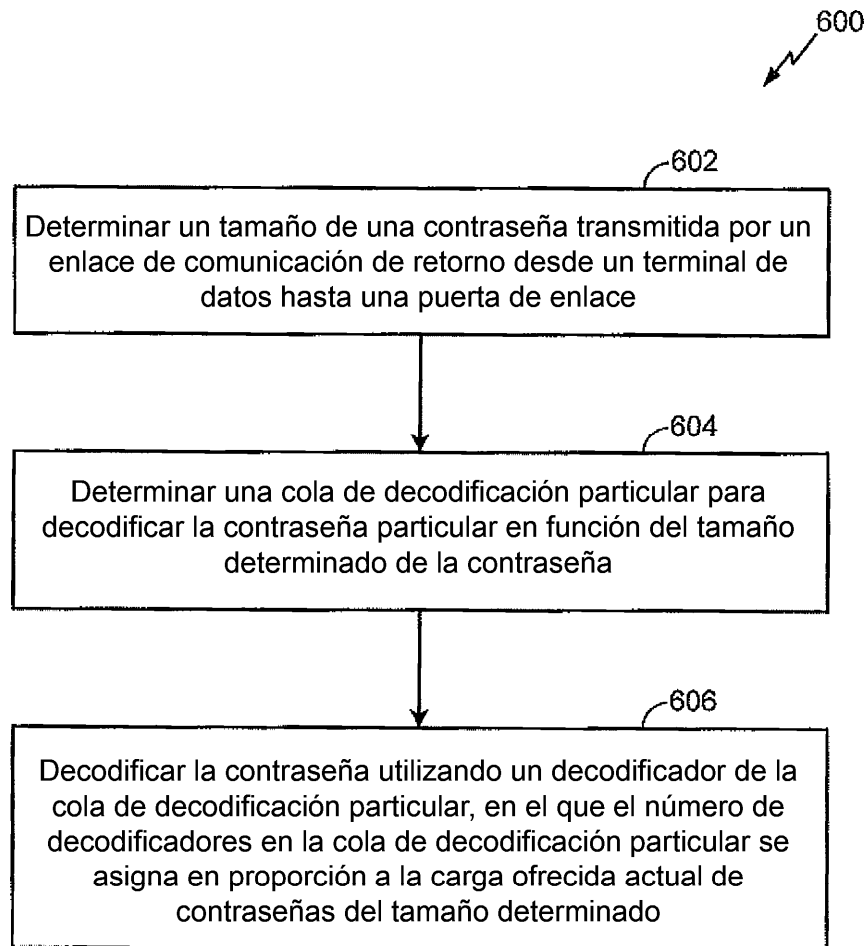 600
602
Determinar un tamaño de una contraseña transmitida por un
enlace de comunicación de retorno desde un terminal de
datos hasta una puerta de enlace
604
Determinar una cola de decodificación particular para
decodificar la contraseña particular en función del tamaño
determinado de la contraseña
606
Decodificar la contraseña utilizando un decodificador de la
cola de decodificación particular, en el que el número de
decodificadores en la cola de decodificación particular se
asigna en proporción a la carga ofrecida actual de
contraseñas del tamaño determinado